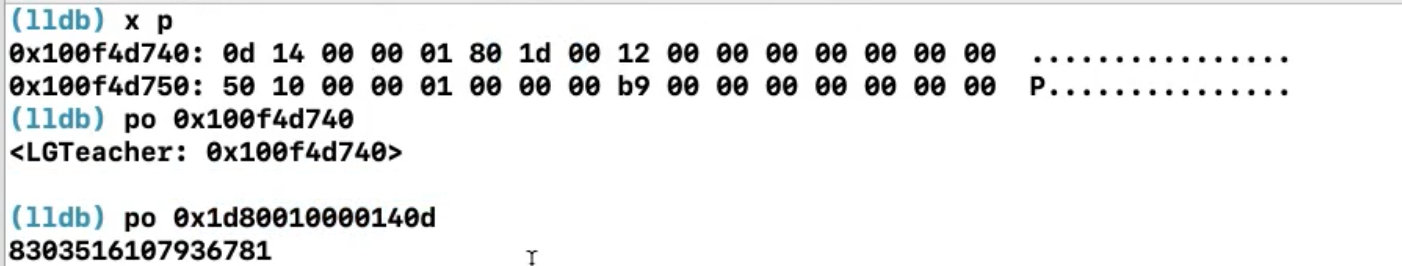 (lldb) x p
0x100f4d740: 0d 14 00 00 01 80 1d 00 12 00 00 00 00 00 00 00  ................
0x100f4d750: 50 10 00 00 01 00 00 00 b9 00 00 00 00 00 00 00  P...............
(lldb) po 0x100f4d740
<LGTeacher: 0x100f4d740>
(lldb) po 0x1d80010000140d
8303516107936781